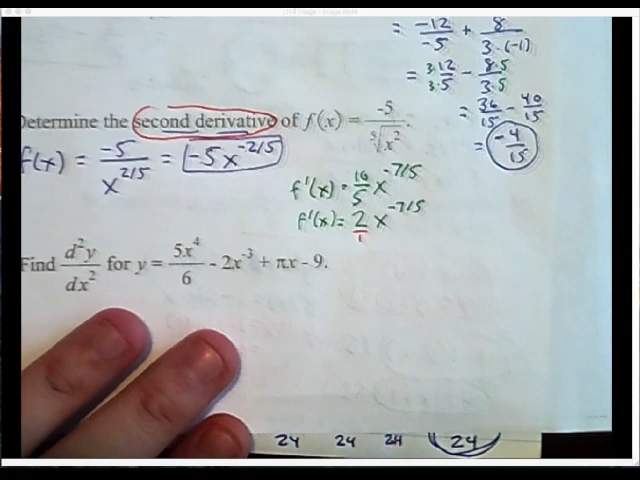 = -12/-5 + 8/3·(-1)
= 3·12/3·5 - 8·5/3·5
= 36/15 - 40/15
= -4/15
Determine the second derivative of f(x) = -5/⁵√x².
f(x) = -5/x^2/5 = -5x^-2/5
f'(x) = 10/5 x^-7/5
f'(x) = 2/1 x^-7/5
Find d²y/dx² for y = 5x⁴/6 - 2x⁻³ + πx - 9.
24 24 24 24